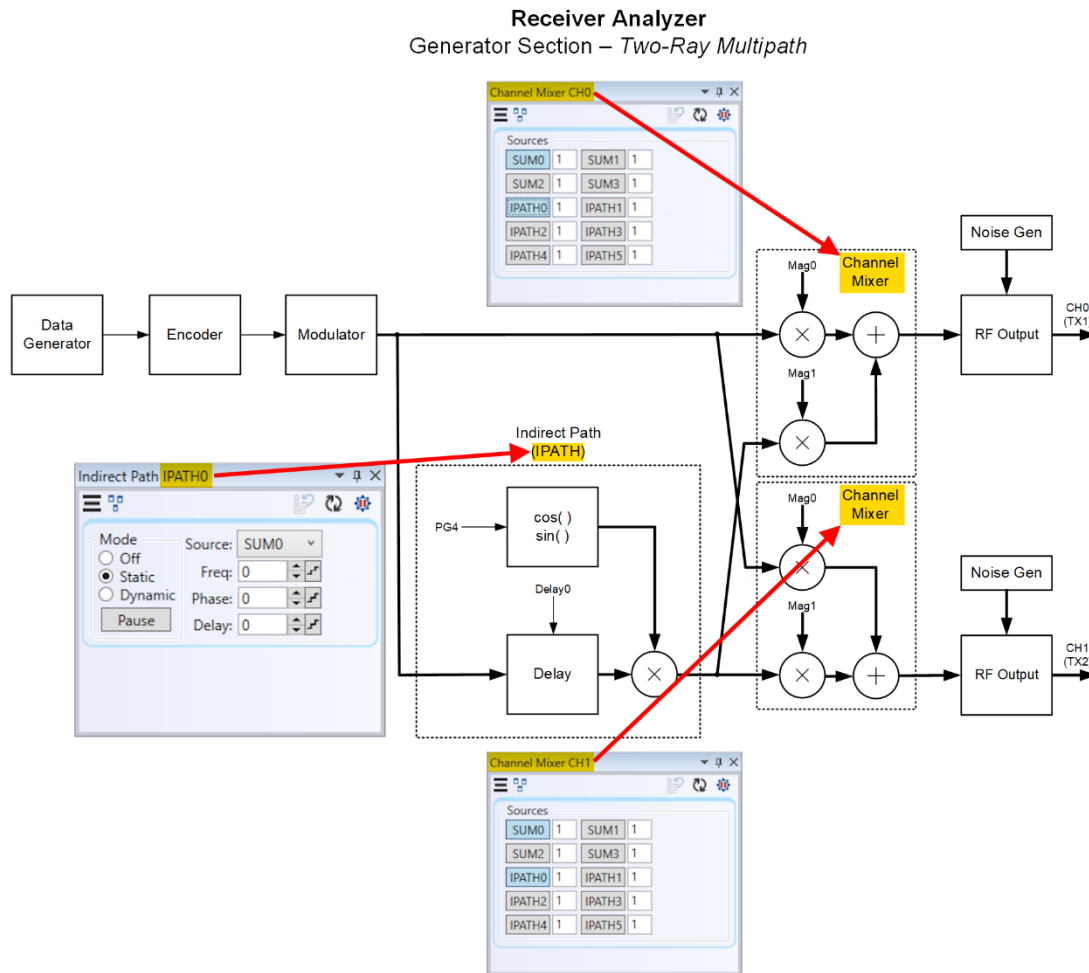 Receiver Analyzer
Generator Section – Two-Ray Multipath
Channel Mixer CH0
Sources
SUM0 1 SUM1 1
SUM2 1 SUM3 1
IPATH0 1 IPATH1 1
IPATH2 1 IPATH3 1
IPATH4 1 IPATH5 1
Data
Generator
Encoder
Modulator
Mag0
Channel
Mixer
Mag1
Noise Gen
RF Output
CH0
(TX1)
Indirect Path
(IPATH)
Indirect Path IPATH0
Mode
Off
Static
Dynamic
Pause
Source: SUM0
Freq: 0
Phase: 0
Delay: 0
PG4
cos( )
sin( )
Delay0
Delay
Mag0
Channel
Mixer
Mag1
Noise Gen
RF Output
CH1
(TX2)
Channel Mixer CH1
Sources
SUM0 1 SUM1 1
SUM2 1 SUM3 1
IPATH0 1 IPATH1 1
IPATH2 1 IPATH3 1
IPATH4 1 IPATH5 1